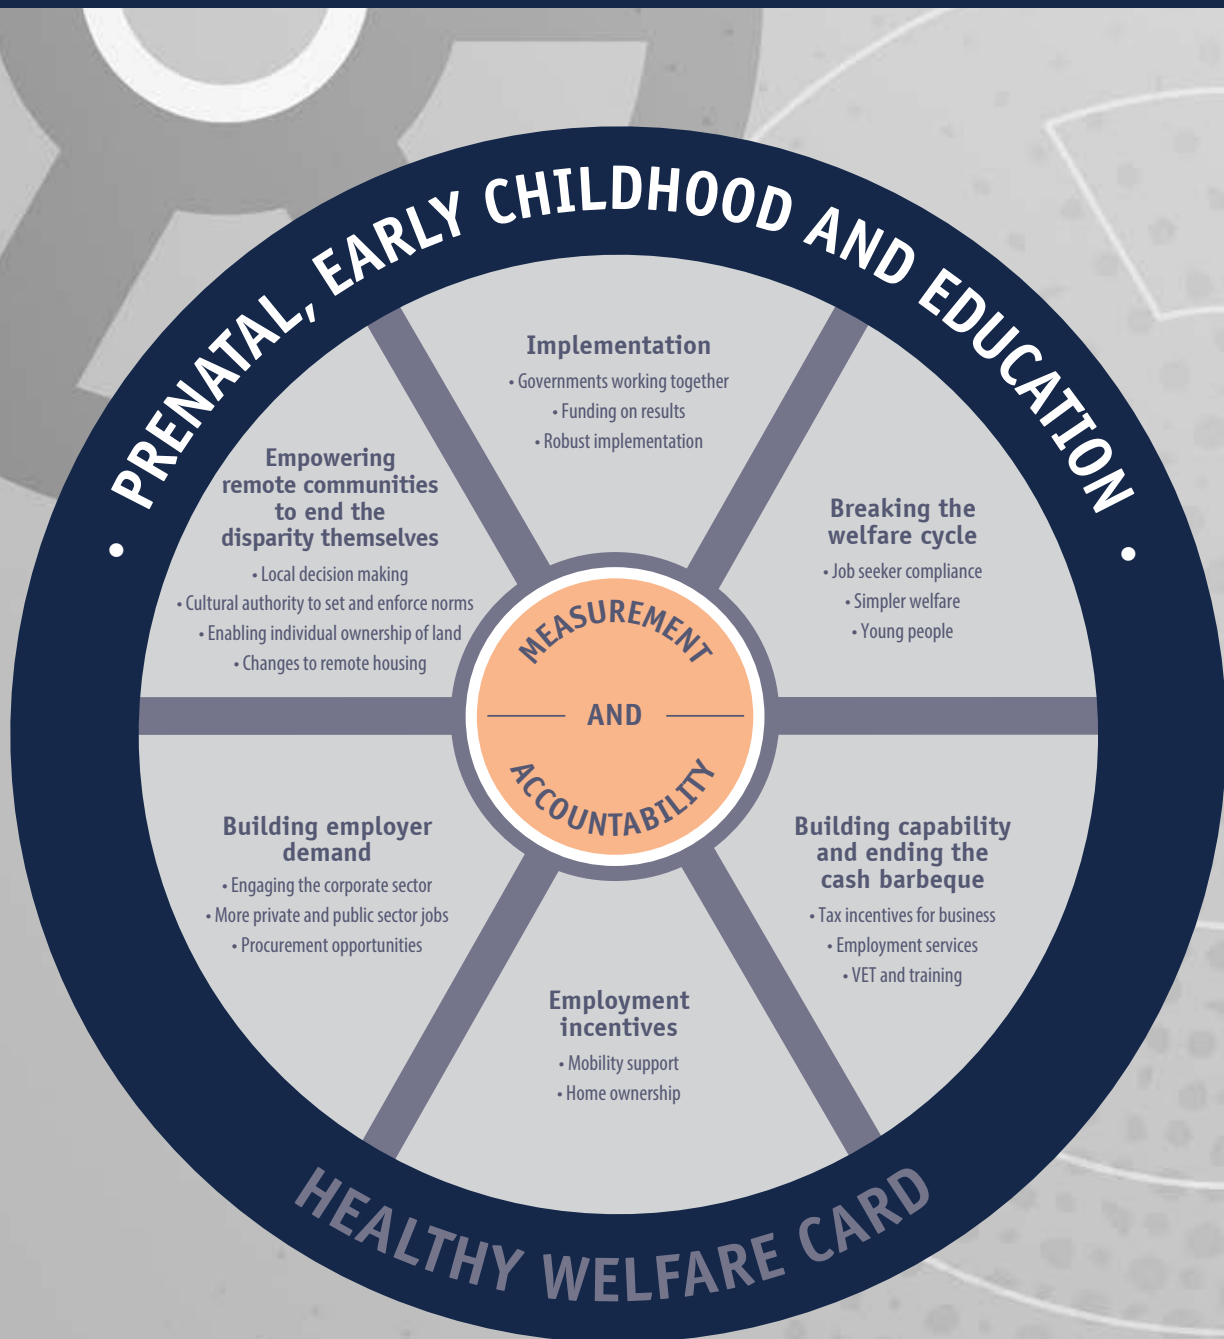 • PRENATAL, EARLY CHILDHOOD AND EDUCATION •
Implementation
• Governments working together
• Funding on results
• Robust implementation
Breaking the
welfare cycle
• Job seeker compliance
• Simpler welfare
• Young people
Building capability
and ending the
cash barbeque
• Tax incentives for business
• Employment services
• VET and training
Employment
incentives
• Mobility support
• Home ownership
Building employer
demand
• Engaging the corporate sector
• More private and public sector jobs
• Procurement opportunities
Empowering
remote communities
to end the
disparity themselves
• Local decision making
• Cultural authority to set and enforce norms
• Enabling individual ownership of land
• Changes to remote housing
MEASUREMENT
AND
ACCOUNTABILITY
HEALTHY WELFARE CARD